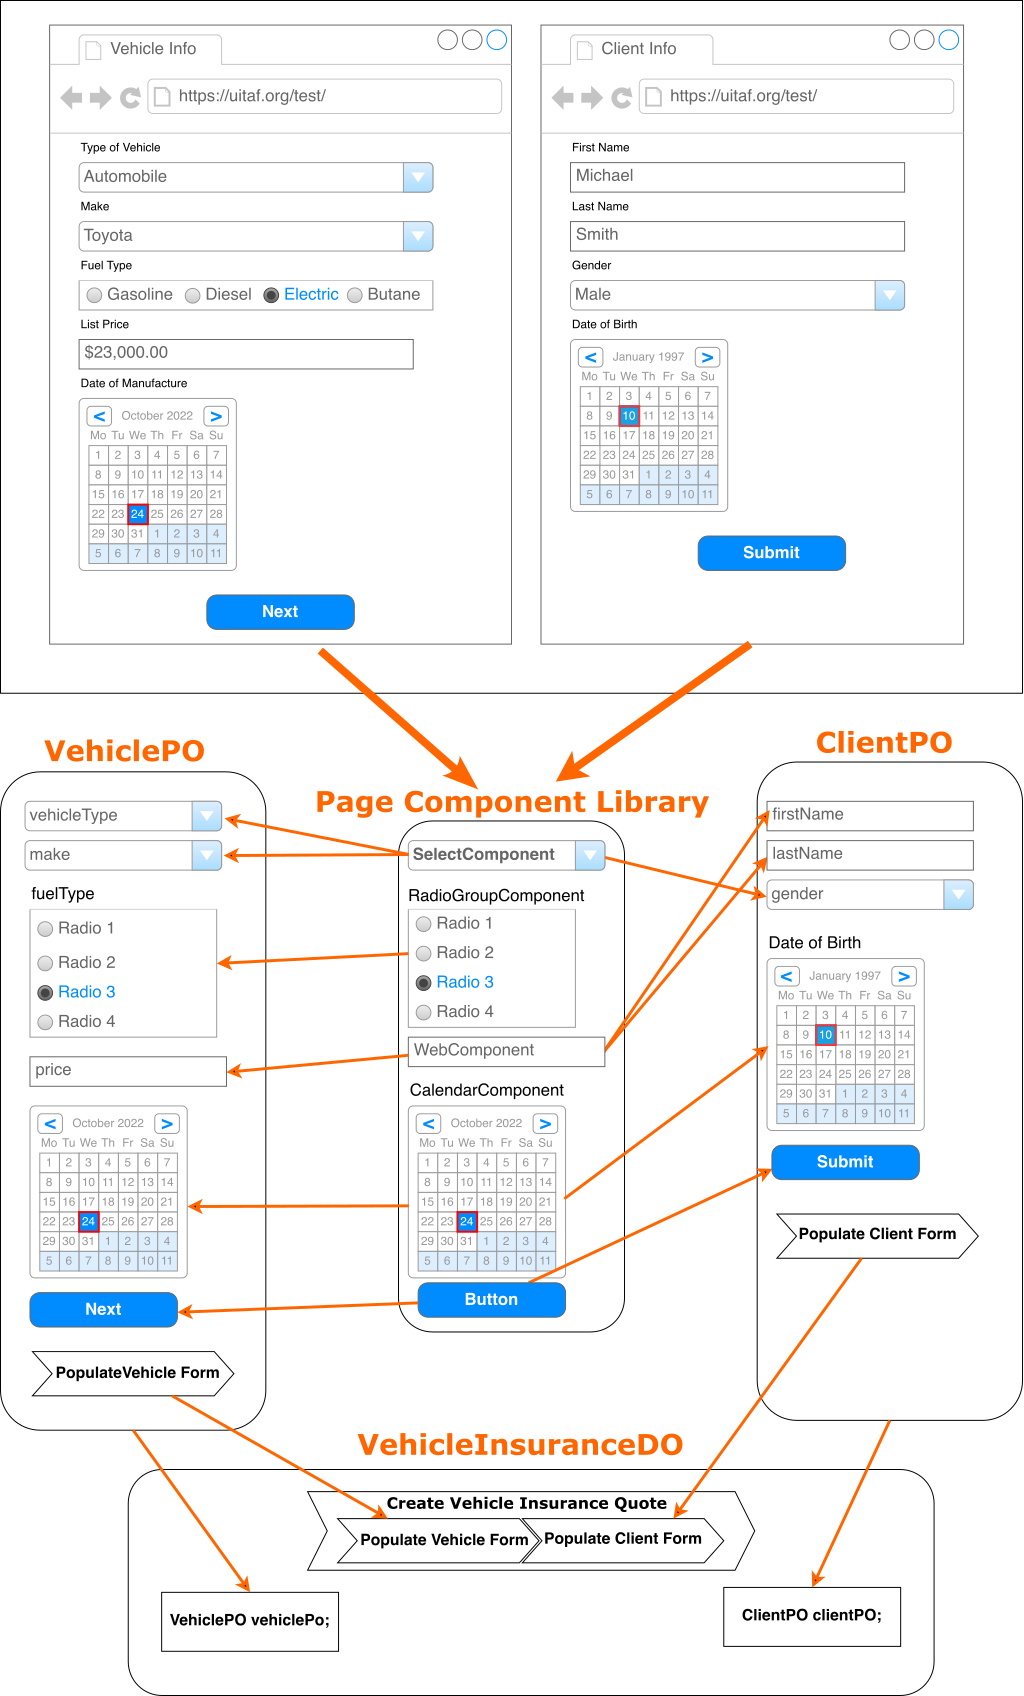 Vehicle Info
https://uitaf.org/test/
Type of Vehicle
Automobile
Make
Toyota
Fuel Type
Gasoline Diesel Electric Butane
List Price
$23,000.00
Date of Manufacture
< October 2022 >
Mo Tu We Th Fr Sa Su
1 2 3 4 5 6 7
8 9 10 11 12 13 14
15 16 17 18 19 20 21
22 23 24 25 26 27 28
29 30 31 1 2 3 4
5 6 7 8 9 10 11
Next
Client Info
https://uitaf.org/test/
First Name
Michael
Last Name
Smith
Gender
Male
Date of Birth
< January 1997 >
Mo Tu We Th Fr Sa Su
1 2 3 4 5 6 7
8 9 10 11 12 13 14
15 16 17 18 19 20 21
22 23 24 25 26 27 28
29 30 31 1 2 3 4
5 6 7 8 9 10 11
Submit
VehiclePO
vehicleType
make
fuelType
Radio 1
Radio 2
Radio 3
Radio 4
price
< October 2022 >
Mo Tu We Th Fr Sa Su
1 2 3 4 5 6 7
8 9 10 11 12 13 14
15 16 17 18 19 20 21
22 23 24 25 26 27 28
29 30 31 1 2 3 4
5 6 7 8 9 10 11
Next
PopulateVehicle Form
Page Component Library
SelectComponent
RadioGroupComponent
Radio 1
Radio 2
Radio 3
Radio 4
WebComponent
CalendarComponent
< October 2022 >
Mo Tu We Th Fr Sa Su
1 2 3 4 5 6 7
8 9 10 11 12 13 14
15 16 17 18 19 20 21
22 23 24 25 26 27 28
29 30 31 1 2 3 4
5 6 7 8 9 10 11
Button
ClientPO
firstName
lastName
gender
Date of Birth
< January 1997 >
Mo Tu We Th Fr Sa Su
1 2 3 4 5 6 7
8 9 10 11 12 13 14
15 16 17 18 19 20 21
22 23 24 25 26 27 28
29 30 31 1 2 3 4
5 6 7 8 9 10 11
Submit
Populate Client Form
VehicleInsuranceDO
Create Vehicle Insurance Quote
Populate Vehicle Form
Populate Client Form
VehiclePO vehiclePo;
ClientPO clientPO;